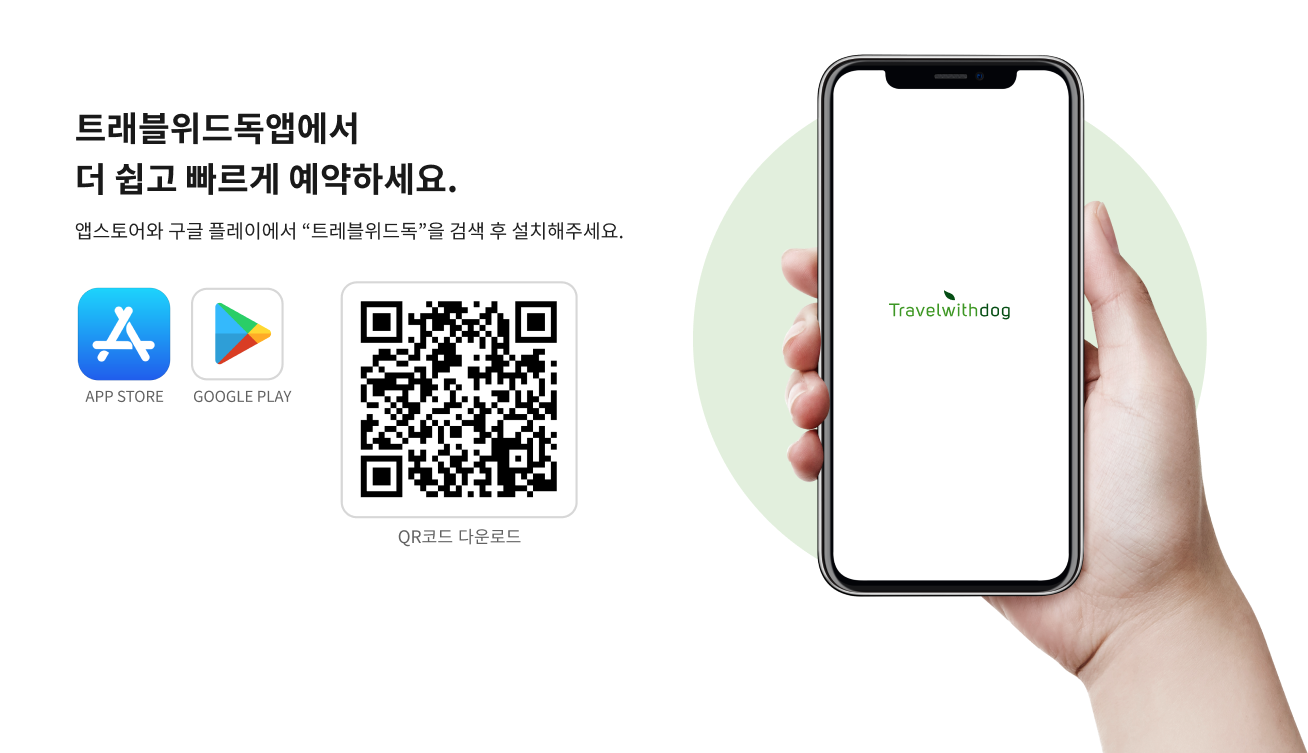 트래블위드독앱에서
더 쉽고 빠르게 예약하세요.
앱스토어와 구글 플레이에서 “트레블위드독”을 검색 후 설치해주세요.
APP STORE
GOOGLE PLAY
QR코드 다운로드
Travelwithdog